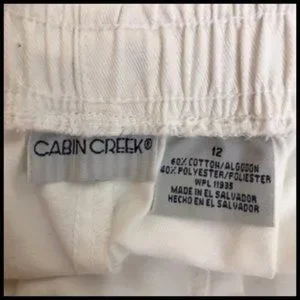 CABIN CREEK®
12
60% COTTON/ALGODON
40% POLYESTER/POLIESTER
WPL 11935
MADE IN EL SALVADOR
HECHO EN EL SALVADOR